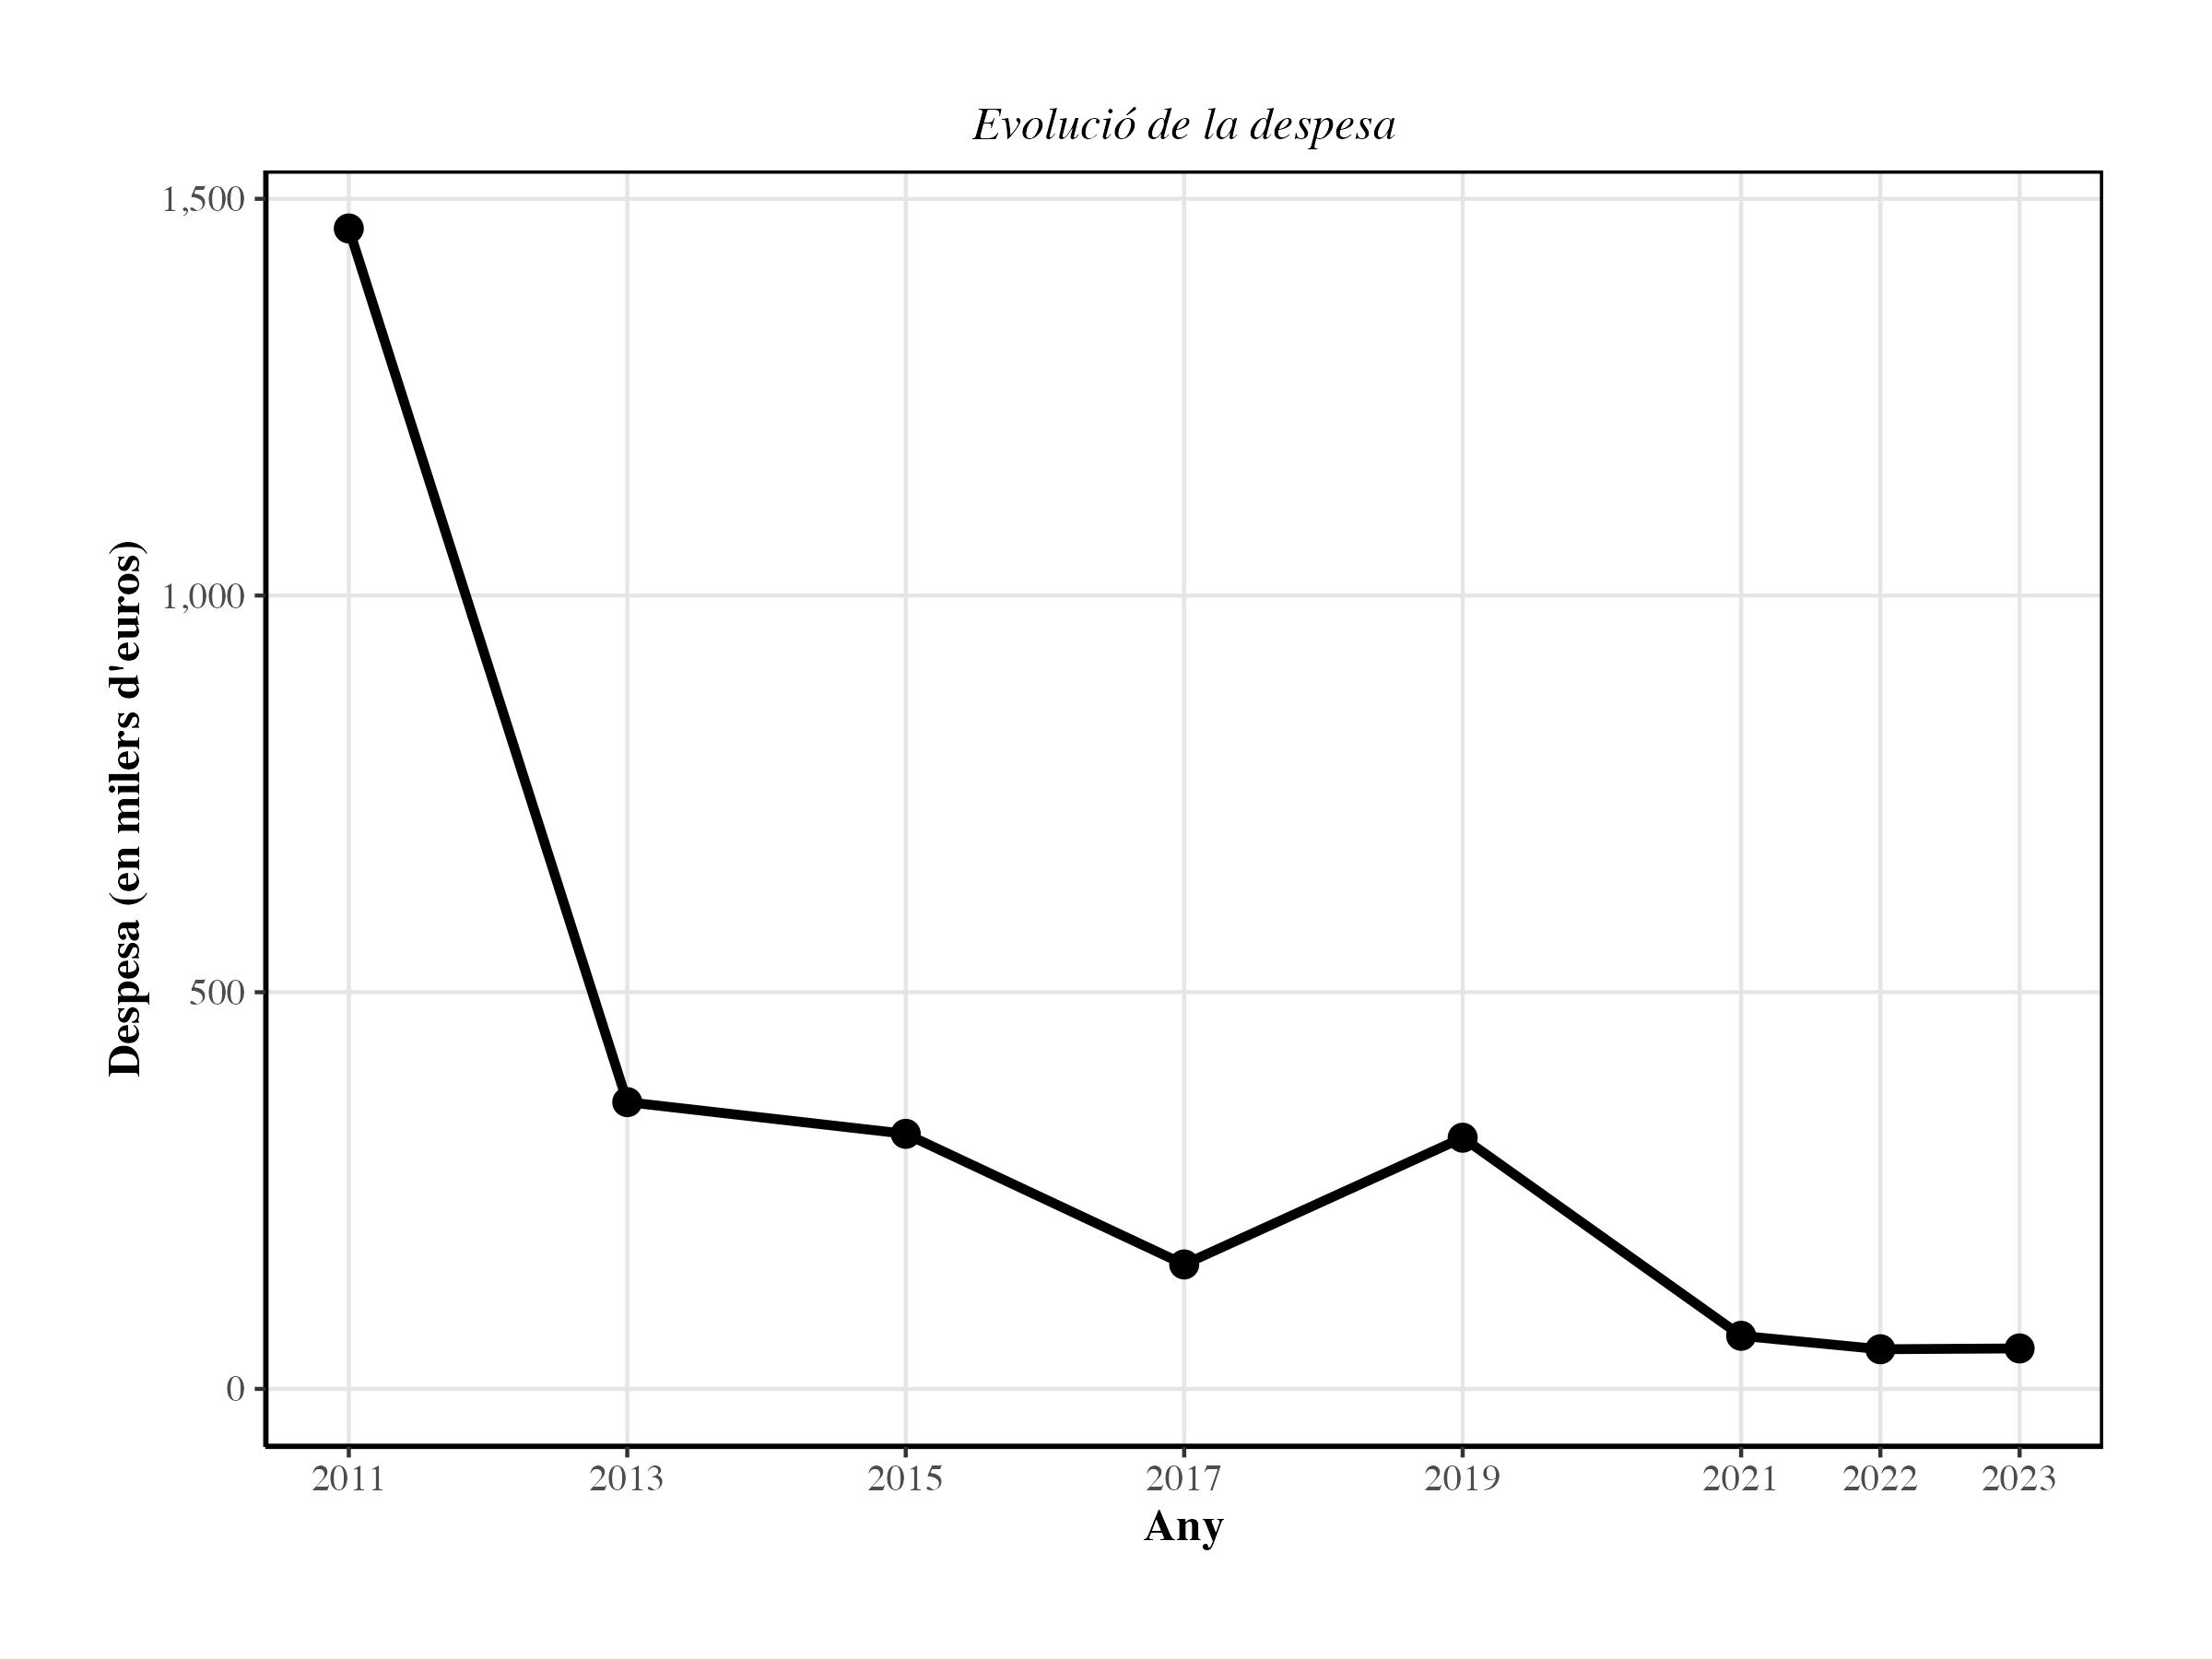 Evolució de la despesa
Despesa (en milers d'euros)
1,500
1,000
500
0
2011 2013 2015 2017 2019 2021 2022 2023
Any